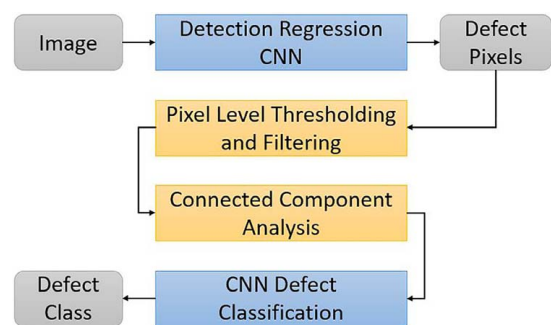 Image
Detection Regression
CNN
Defect
Pixels
Pixel Level Thresholding
and Filtering
Connected Component
Analysis
CNN Defect
Classification
Defect
Class